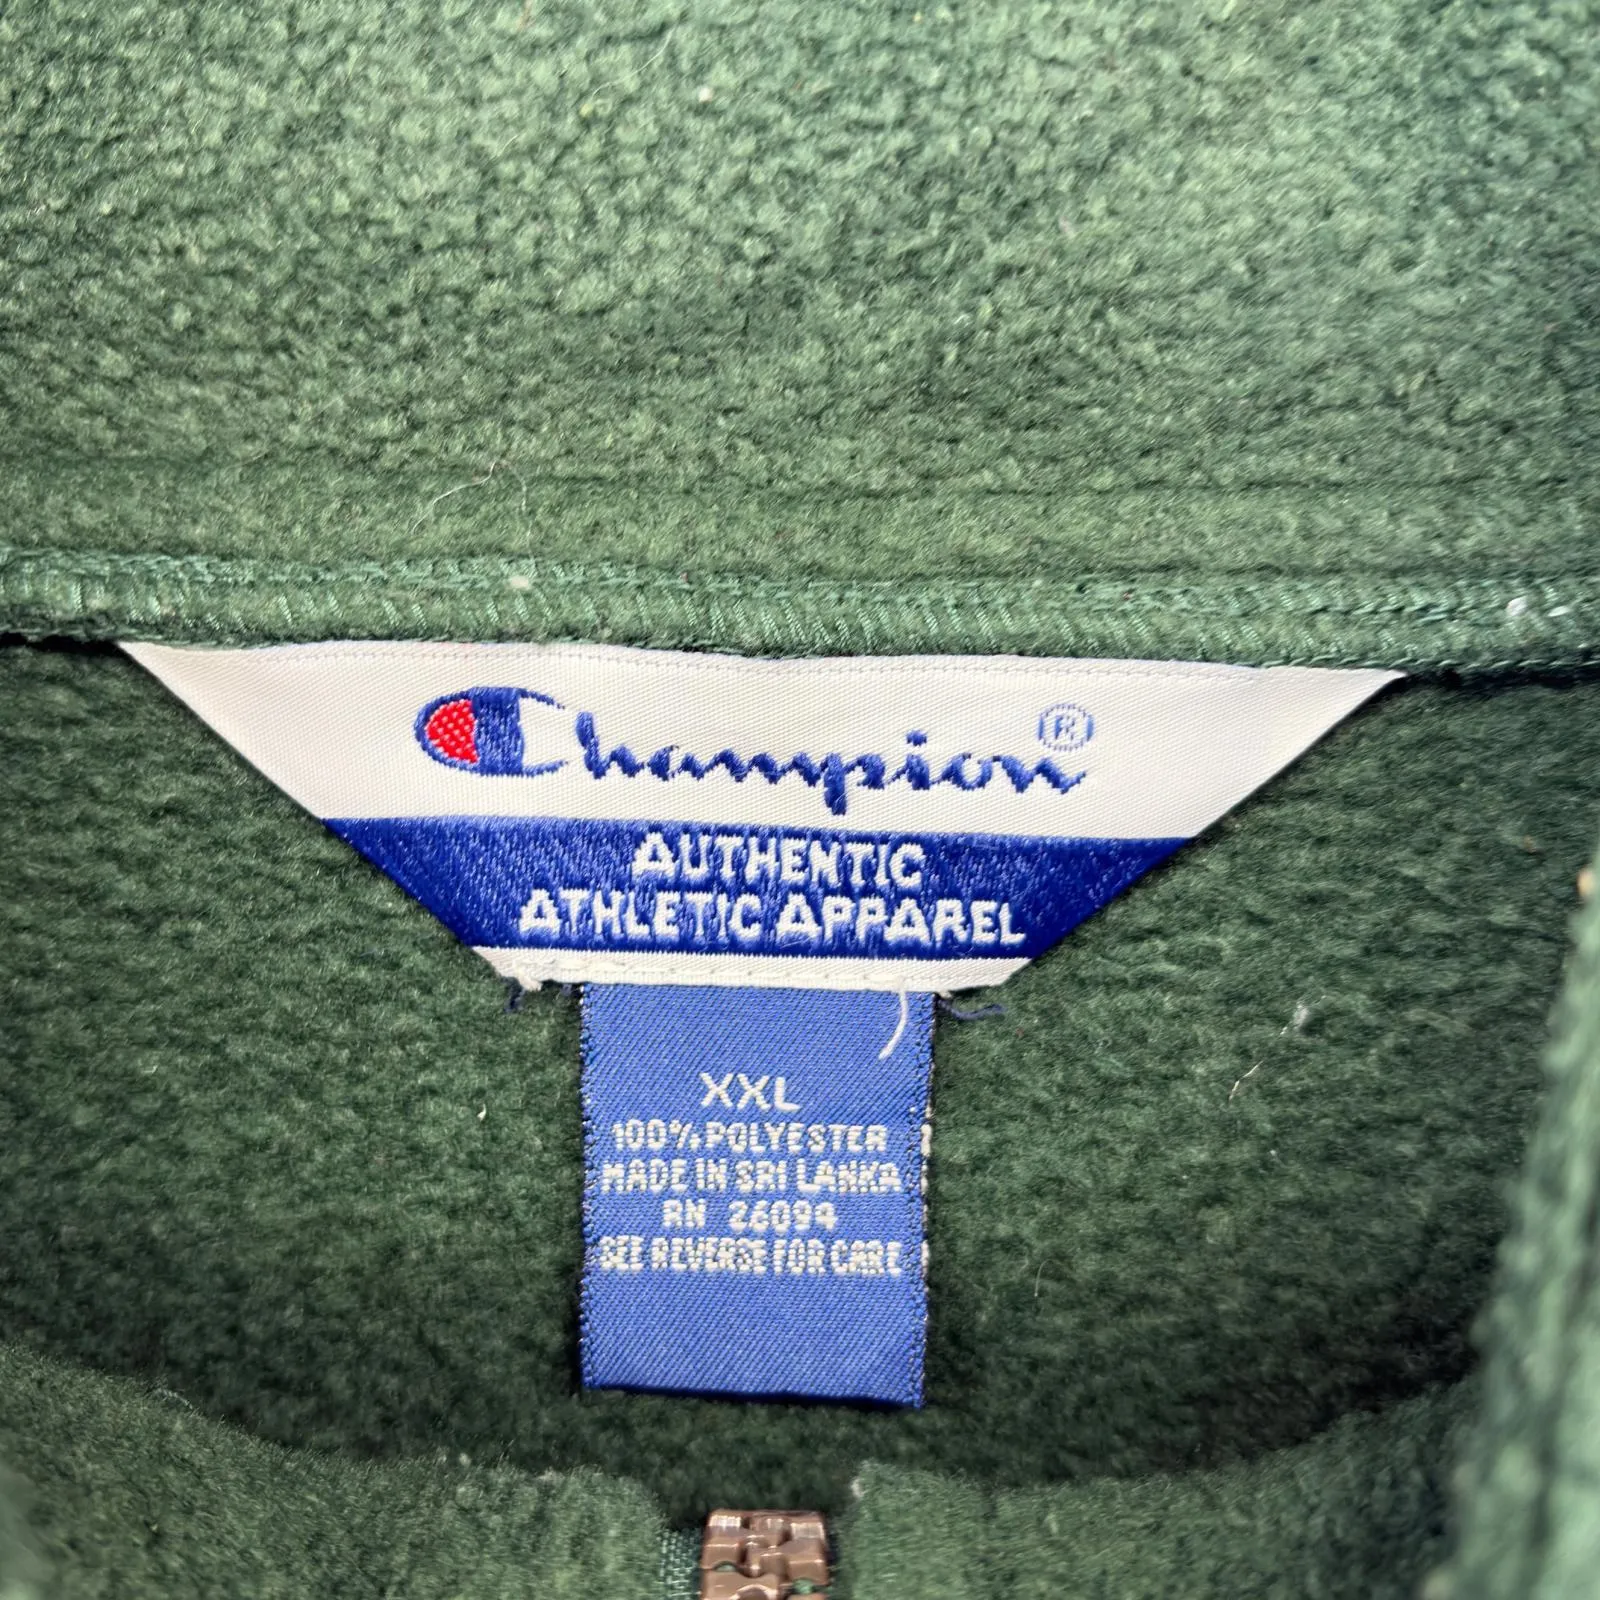 Champion®
AUTHENTIC
ATHLETIC APPAREL
XXL
100% POLYESTER
MADE IN SRI LANKA
RN 26094
SEE REVERSE FOR CARE